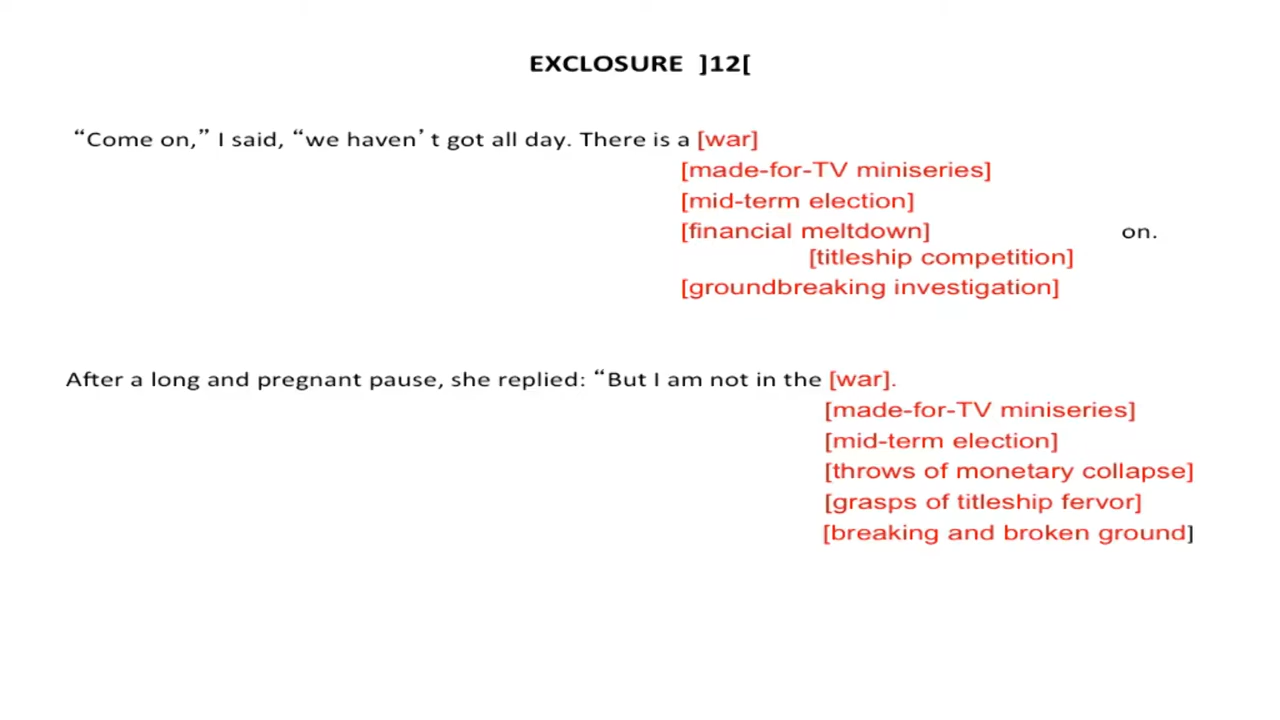 EXCLOSURE ]12[
“Come on,” I said, “we haven’t got all day. There is a [war]
[made-for-TV miniseries]
[mid-term election]
[financial meltdown] on.
[titleship competition]
[groundbreaking investigation]
After a long and pregnant pause, she replied: “But I am not in the [war].
[made-for-TV miniseries]
[mid-term election]
[throws of monetary collapse]
[grasps of titleship fervor]
[breaking and broken ground]